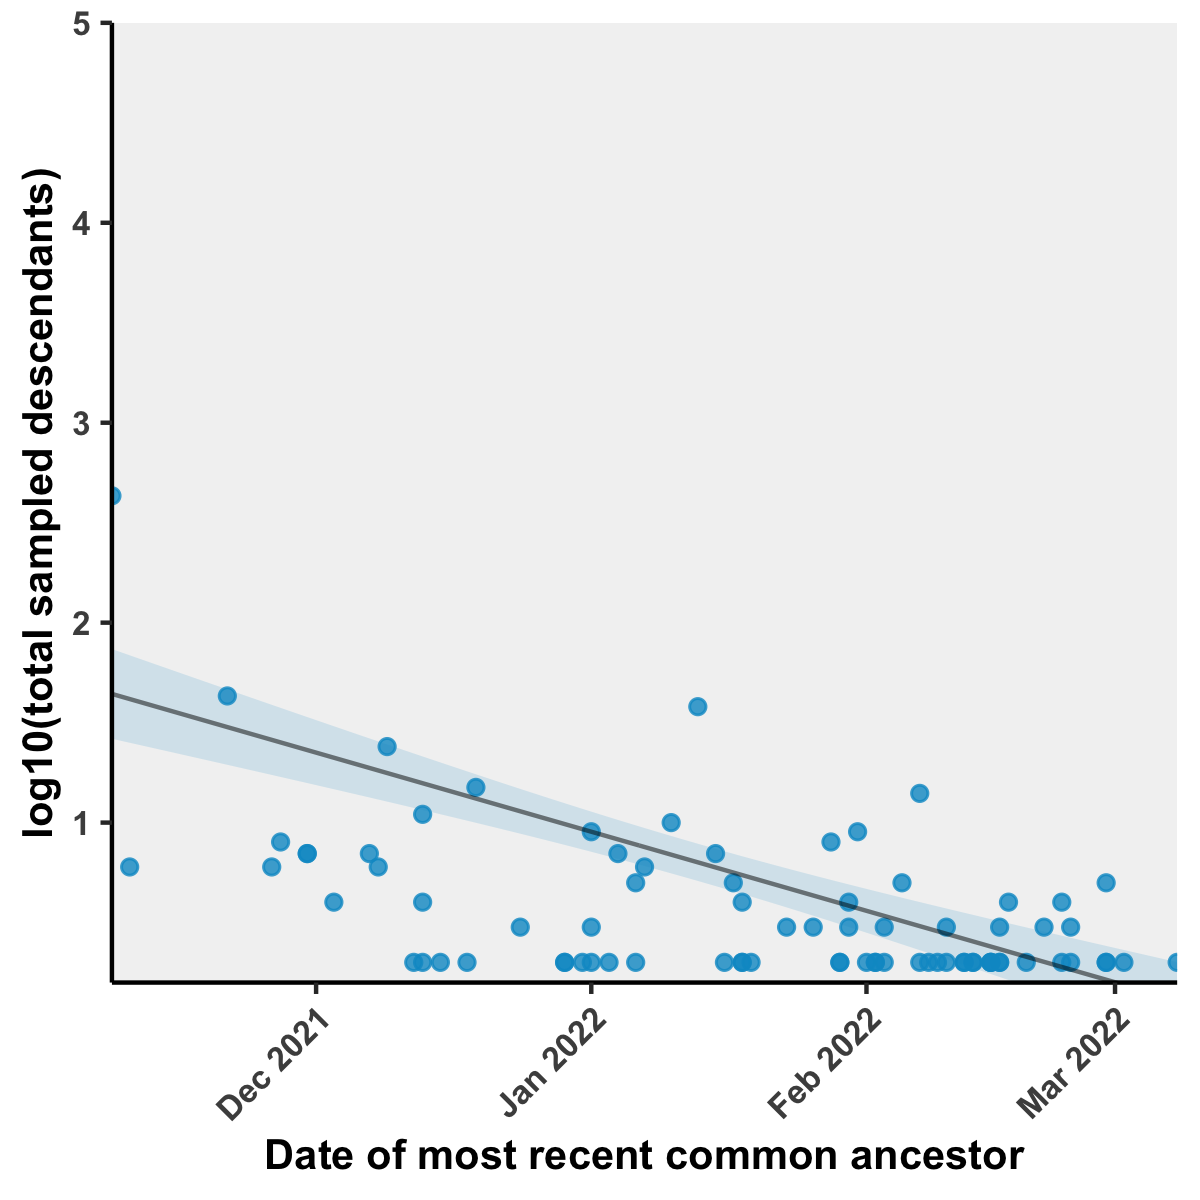 log10(total sampled descendants)
5
4
3
2
1
Dec 2021
Jan 2022
Feb 2022
Mar 2022
Date of most recent common ancestor